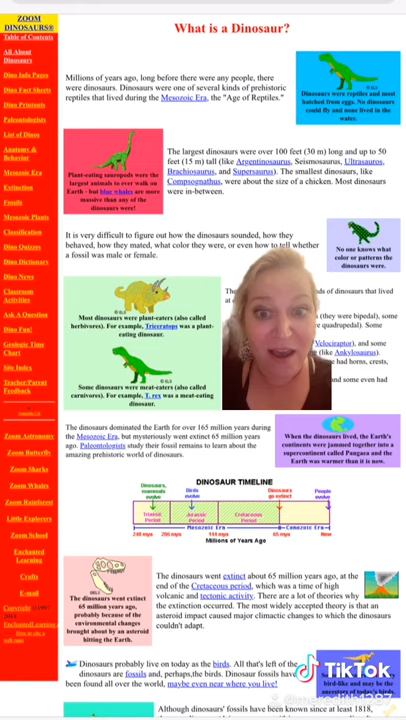 ZOOM
DINOSAURS®
Table of Contents
All About
Dinosaurs
Dino Info Pages
Dino Fact Sheets
Dino Printouts
Paleontologists
List of Dinos
Anatomy &
Behavior
Mesozoic Era
Extinction
Fossils
Mesozoic Plants
Classification
Dino Quizzes
Dino Dictionary
Dino News
Classroom
Activities
Ask A Question
Dino Fun!
Geologic Time
Chart
Site Index
Teacher/Parent
Feedback
Zoom Astronomy
Zoom Butterfly
Zoom Sharks
Zoom Whales
Zoom Rainforest
Little Explorers
Zoom School
Enchanted
Learning
Crafts
E-mail
Copyright
What is a Dinosaur?
Millions of years ago, long before there were any people, there
were dinosaurs. Dinosaurs were one of several kinds of prehistoric
reptiles that lived during the Mesozoic Era, the "Age of Reptiles."
Dinosaurs were reptiles and most
hatched from eggs. No dinosaurs
could fly and none lived in the
water.
Plant-eating sauropods were the
largest animals to ever walk on
Earth - but blue whales are more
massive than any of the
dinosaurs were!
The largest dinosaurs were over 100 feet (30 m) long and up to 50
feet (15 m) tall (like Argentinosaurus, Seismosaurus, Ultrasauros,
Brachiosaurus, and Supersaurus). The smallest dinosaurs, like
Compsognathus, were about the size of a chicken. Most dinosaurs
were in-between.
It is very difficult to figure out how the dinosaurs sounded, how they
behaved, how they mated, what color they were, or even how to tell whether
a fossil was male or female.
No one knows what
color or patterns the
dinosaurs were.
Most dinosaurs were plant-eaters (also called
herbivores). For example, Triceratops was a plant-
eating dinosaur.
Some dinosaurs were meat-eaters (also called
carnivores). For example, T. rex was a meat-eating
dinosaur.
ds of dinosaurs that lived
at
(they were bipedal), some
quadrupedal). Some
Velociraptor), and some
(like Ankylosaurus).
had horns, crests,
and some even had
The dinosaurs dominated the Earth for over 165 million years during
the Mesozoic Era, but mysteriously went extinct 65 million years
ago. Paleontologists study their fossil remains to learn about the
amazing prehistoric world of dinosaurs.
When the dinosaurs lived, the Earth's
continents were jammed together into a
supercontinent called Pangaea and the
Earth was warmer than it is now.
DINOSAUR TIMELINE
Dinosaurs,
mammals
evolve
Birds
evolve
Dinosaurs
go extinct
People
evolve
Triassic
Period
Jurassic
Period
Cretaceous
Period
Mesozoic Era
Cenozoic Era
248 mya
206 mya
144 mya
65 mya
Now
Millions of Years Ago
The dinosaurs went extinct
65 million years ago,
probably because of the
environmental changes
brought about by an asteroid
hitting the Earth.
The dinosaurs went extinct about 65 million years ago, at the
end of the Cretaceous period, which was a time of high
volcanic and tectonic activity. There are a lot of theories why
the extinction occurred. The most widely accepted theory is that an
asteroid impact caused major climactic changes to which the dinosaurs
couldn't adapt.
Dinosaurs probably live on today as the birds. All that's left of the
dinosaurs are fossils and, perhaps, the birds. Dinosaur fossils have
been found all over the world, maybe even near where you live!
bird-like and may be the
ancestors of today's birds.
TikTok
Although dinosaurs' fossils have been known since at least 1818,